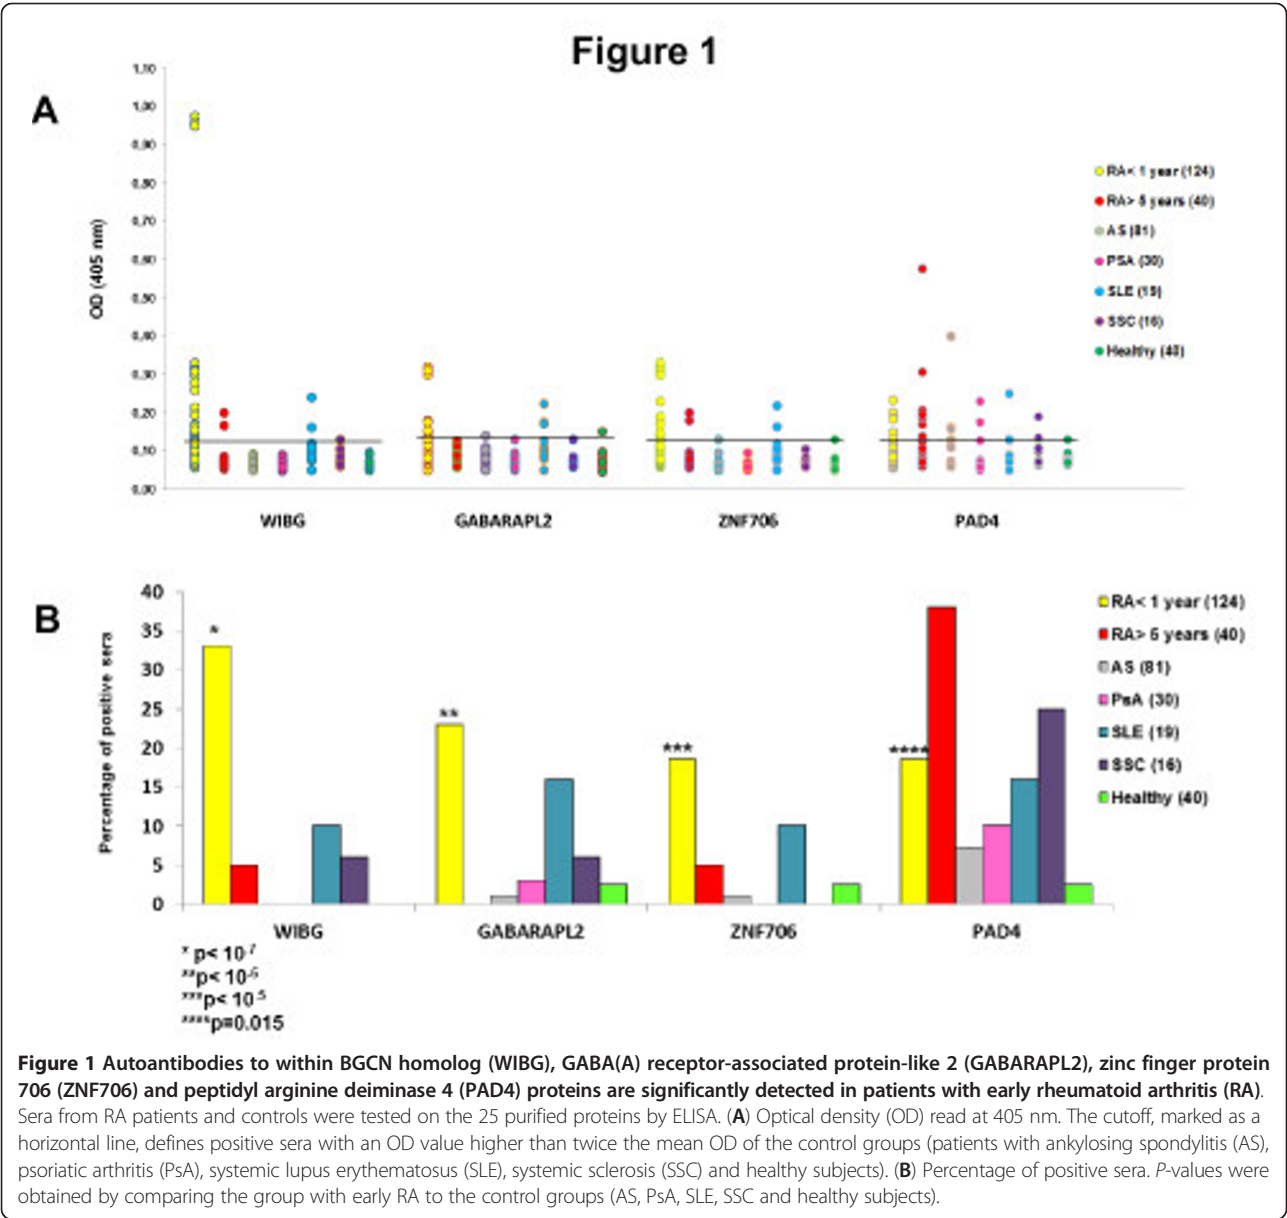 Figure 1
A
1,10
1,00
0,90
0,80
0,70
0,60
0,50
0,40
0,30
0,20
0,10
0,00
OD (405 nm)
WIBG
GABARAPL2
ZNF706
PAD4
RA< 1 year (124)
RA> 5 years (40)
AS (81)
PSA (30)
SLE (19)
SSC (16)
Healthy (40)
B
40
35
30
25
20
15
10
5
0
Percentage of positive sera
*
**
***
****
WIBG
GABARAPL2
ZNF706
PAD4
RA< 1 year (124)
RA> 5 years (40)
AS (81)
PsA (30)
SLE (19)
SSC (16)
Healthy (40)
* p< 10-7
**p<
***p< 10-5
****p=0.015
Figure 1 Autoantibodies to within BGCN homolog (WIBG), GABA(A) receptor-associated protein-like 2 (GABARAPL2), zinc finger protein
706 (ZNF706) and peptidyl arginine deiminase 4 (PAD4) proteins are significantly detected in patients with early rheumatoid arthritis (RA).
Sera from RA patients and controls were tested on the 25 purified proteins by ELISA. (A) Optical density (OD) read at 405 nm. The cutoff, marked as a
horizontal line, defines positive sera with an OD value higher than twice the mean OD of the control groups (patients with ankylosing spondylitis (AS),
psoriatic arthritis (PsA), systemic lupus erythematosus (SLE), systemic sclerosis (SSC) and healthy subjects). (B) Percentage of positive sera. P-values were
obtained by comparing the group with early RA to the control groups (AS, PsA, SLE, SSC and healthy subjects).